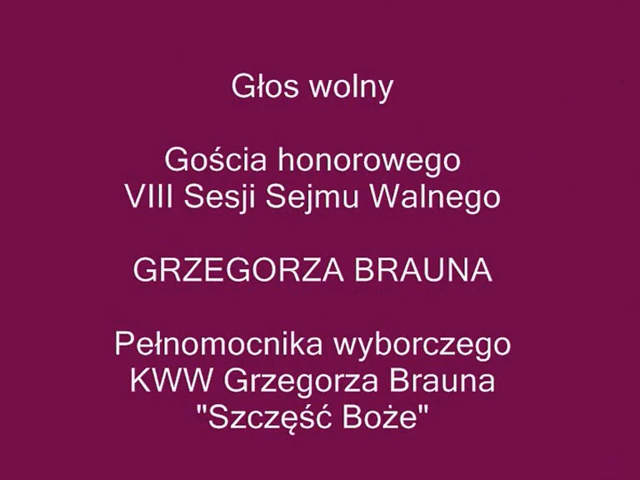 Głos wolny
Gościa honorowego
VIII Sesji Sejmu Walnego
GRZEGORZA BRAUNA
Pełnomocnika wyborczego
KWW Grzegorza Brauna
"Szczęść Boże"